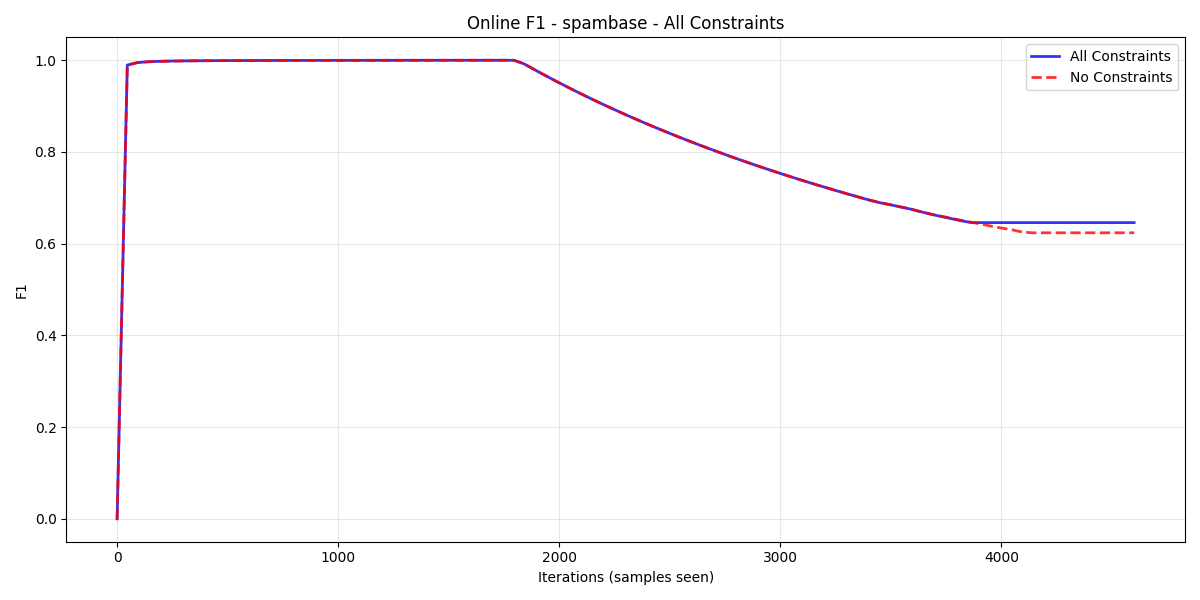 Online F1 - spambase - All Constraints
All Constraints
No Constraints
1.0
0.8
0.6
0.4
0.2
0.0
F1
0
1000
2000
3000
4000
Iterations (samples seen)